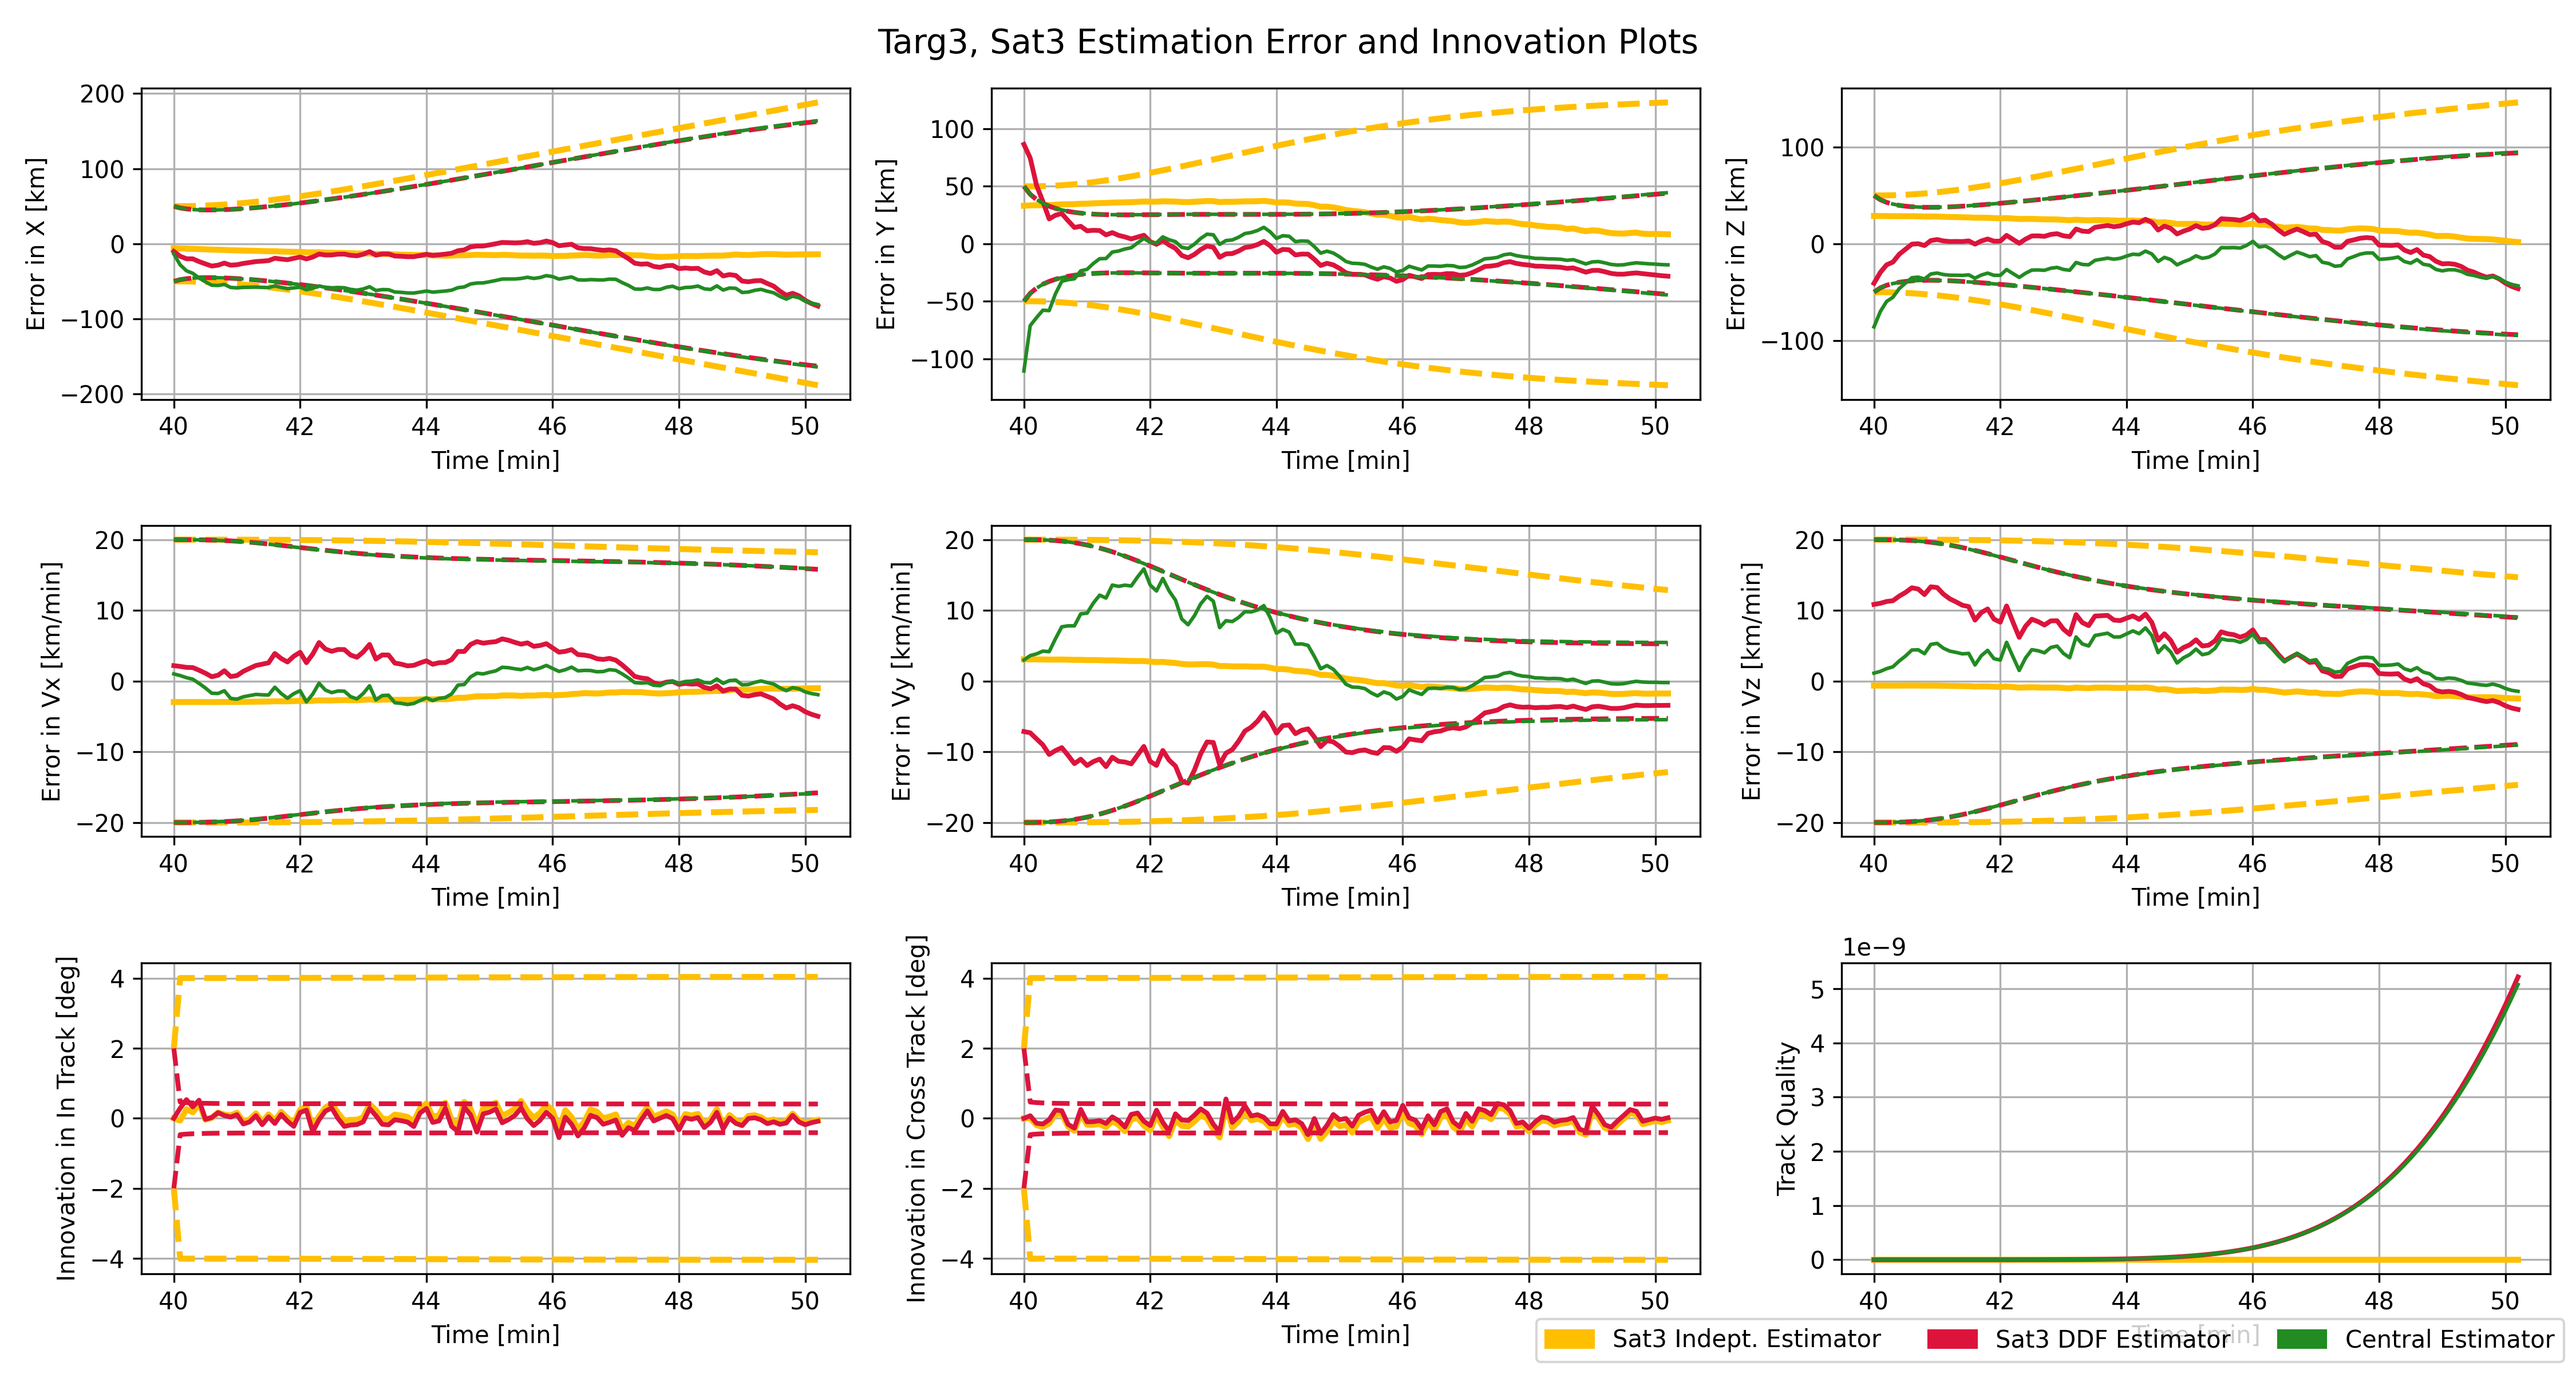 Targ3, Sat3 Estimation Error and Innovation Plots
Error in X [km]
200
100
0
−100
−200
40 42 44 46 48 50
Time [min]
Error in Y [km]
100
50
0
−50
−100
40 42 44 46 48 50
Time [min]
Error in Z [km]
100
0
−100
40 42 44 46 48 50
Time [min]
Error in Vx [km/min]
20
10
0
−10
−20
40 42 44 46 48 50
Time [min]
Error in Vy [km/min]
20
10
0
−10
−20
40 42 44 46 48 50
Time [min]
Error in Vz [km/min]
20
10
0
−10
−20
40 42 44 46 48 50
Time [min]
Innovation in In Track [deg]
4
2
0
−2
−4
40 42 44 46 48 50
Time [min]
Innovation in Cross Track [deg]
4
2
0
−2
−4
40 42 44 46 48 50
Time [min]
1e−9
Track Quality
5
4
3
2
1
0
40 42 44 46 48 50
Time [min]
Sat3 Indept. Estimator Sat3 DDF Estimator Central Estimator